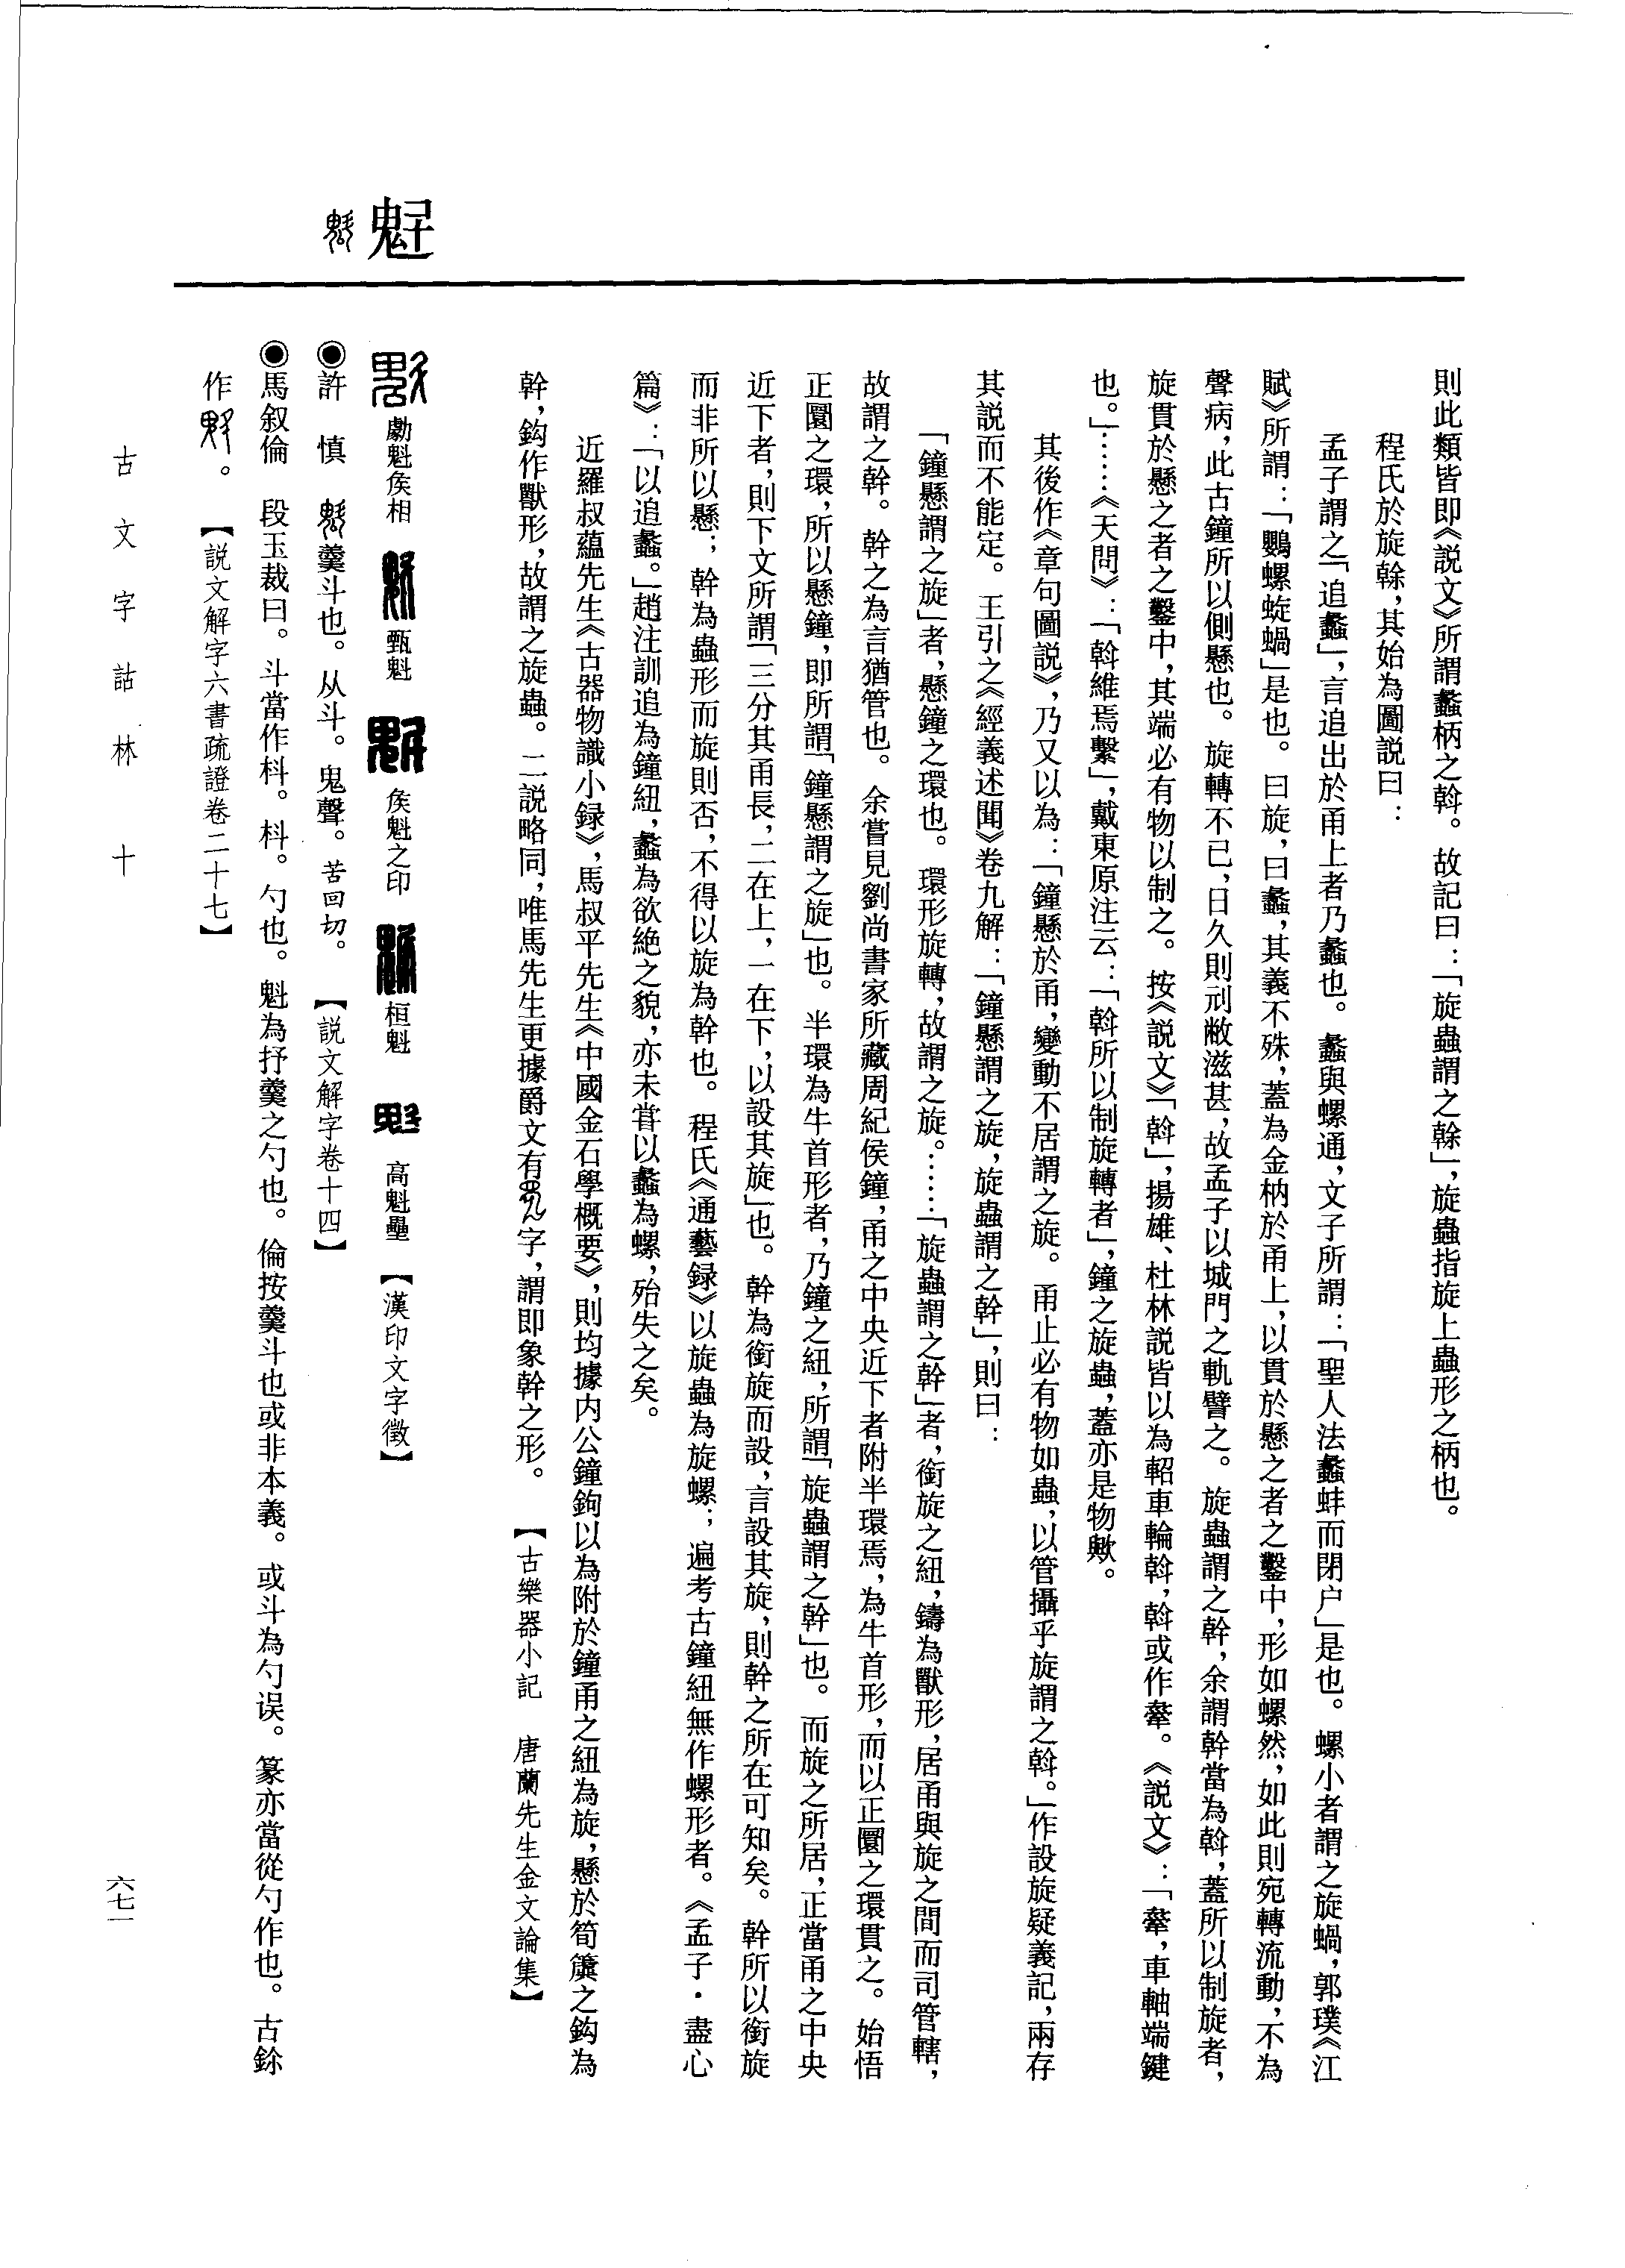 則此類皆即《説文》所謂蠡柄之斡。故記曰：「旋蟲謂之榦」，旋蟲指旋上蟲形之柄也。
程氏於旋榦，其始為圖説曰：
孟子謂之「追蠡」，言追出於甬上者乃蠡也。蠡與螺通，文子所謂：「聖人法蠡蚌而閉户」是也。螺小者謂之旋蝸，郭璞《江
賦》所謂：「鸚螺蜁蝸」是也。曰旋，曰蠡，其義不殊，蓋為金枘於甬上，以貫於懸之者之鑿中，形如螺然，如此則宛轉流動，不為
聲病，此古鐘所以側懸也。旋轉不已，日久則刓敝滋甚，故孟子以城門之軌譬之。旋蟲謂之幹，余謂幹當為斡，蓋所以制旋者，
旋貫於懸之者之鑿中，其端必有物以制之。按《説文》「斡」，揚雄、杜林説皆以為軺車輪斡，斡或作輂。《説文》：「輂，車軸端鍵
也。」……《天問》：「斡維焉繫」，戴東原注云：「斡所以制旋轉者」，鐘之旋蟲，蓋亦是物歟。
其後作《章句圖説》，乃又以為：「鐘懸於甬，變動不居謂之旋。甬止必有物如蟲，以管攝乎旋謂之斡。」作設旋疑義記，兩存
其説而不能定。王引之《經義述聞》卷九解：「鐘懸謂之旋，旋蟲謂之幹」，則曰：
「鐘懸謂之旋」者，懸鐘之環也。環形旋轉，故謂之旋。……「旋蟲謂之幹」者，銜旋之紐，鑄為獸形，居甬與旋之間而司管轄，
故謂之幹。幹之為言猶管也。余嘗見劉尚書家所藏周紀侯鐘，甬之中央近下者附半環焉，為牛首形，而以正圜之環貫之。始悟
正圜之環，所以懸鐘，即所謂「鐘懸謂之旋」也。半環為牛首形者，乃鐘之紐，所謂「旋蟲謂之幹」也。而旋之所居，正當甬之中央
近下者，則下文所謂「三分其甬長，二在上，一在下，以設其旋」也。幹為銜旋而設，言設其旋，則幹之所在可知矣。幹所以銜旋
而非所以懸；幹為蟲形而旋則否，不得以旋為幹也。程氏《通藝録》以旋蟲為旋螺；遍考古鐘紐無作螺形者。《孟子・盡心
篇》：「以追蠡。」趙注訓追為鐘紐，蠡為欲絶之貌，亦未甞以蠡為螺，殆失之矣。
近羅叔蘊先生《古器物識小録》，馬叔平先生《中國金石學概要》，則均據内公鐘鉤以為附於鐘甬之紐為旋，懸於筍簴之鈎為
幹，鈎作獸形，故謂之旋蟲。二説略同，唯馬先生更據爵文有字，謂即象幹之形。【古樂器小記　唐蘭先生金文論集】
魁
勮魁矦相　甄魁　矦魁之印　桓魁　高魁壘　【漢印文字徵】
◉許　慎　羹斗也。从斗。鬼聲。苦回切。　【説文解字卷十四】
◉馬叙倫　段玉裁曰。斗當作枓。枓。勺也。魁為抒羹之勺也。倫按羹斗也或非本義。或斗為勺误。篆亦當從勺作也。古鉨
作。　【説文解字六書疏證卷二十七】
古文字詁林　十
六七一